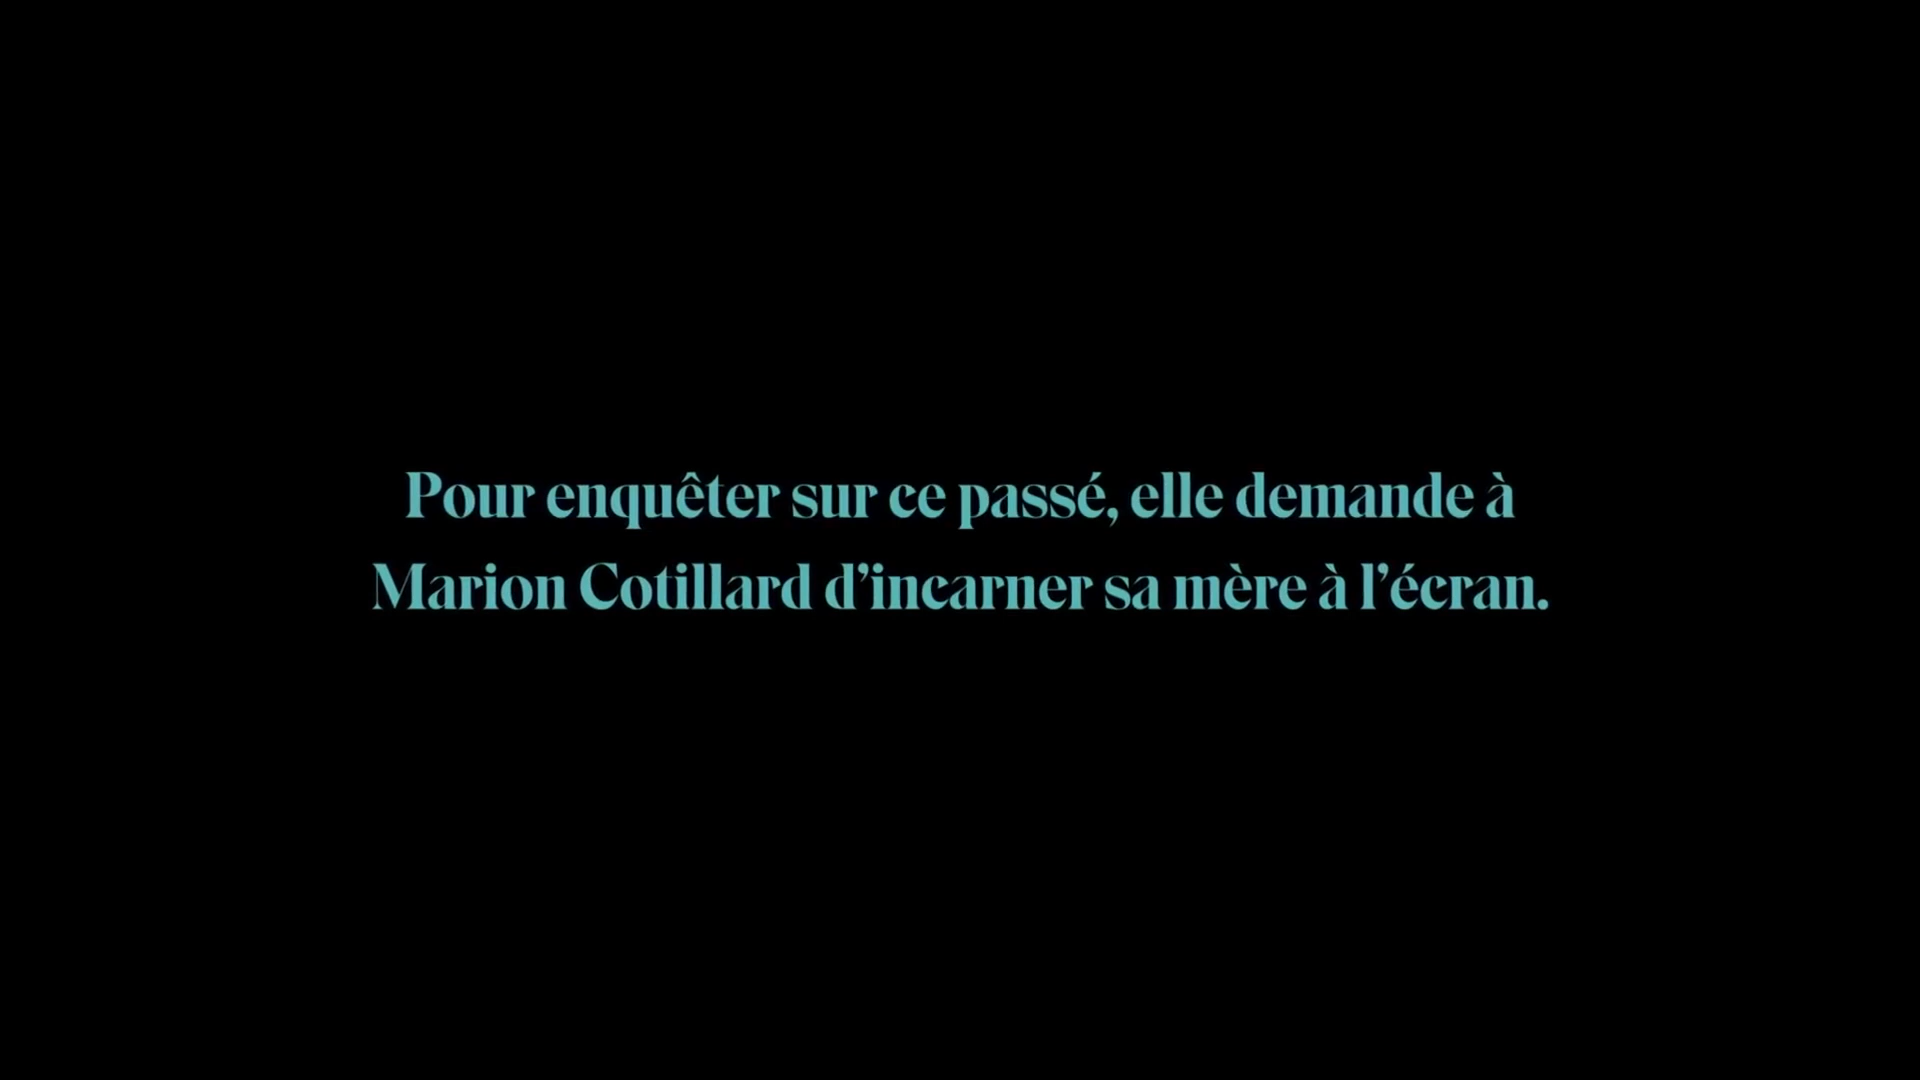 Pour enquêter sur ce passé, elle demande à
Marion Cotillard d’incarner sa mère à l’écran.